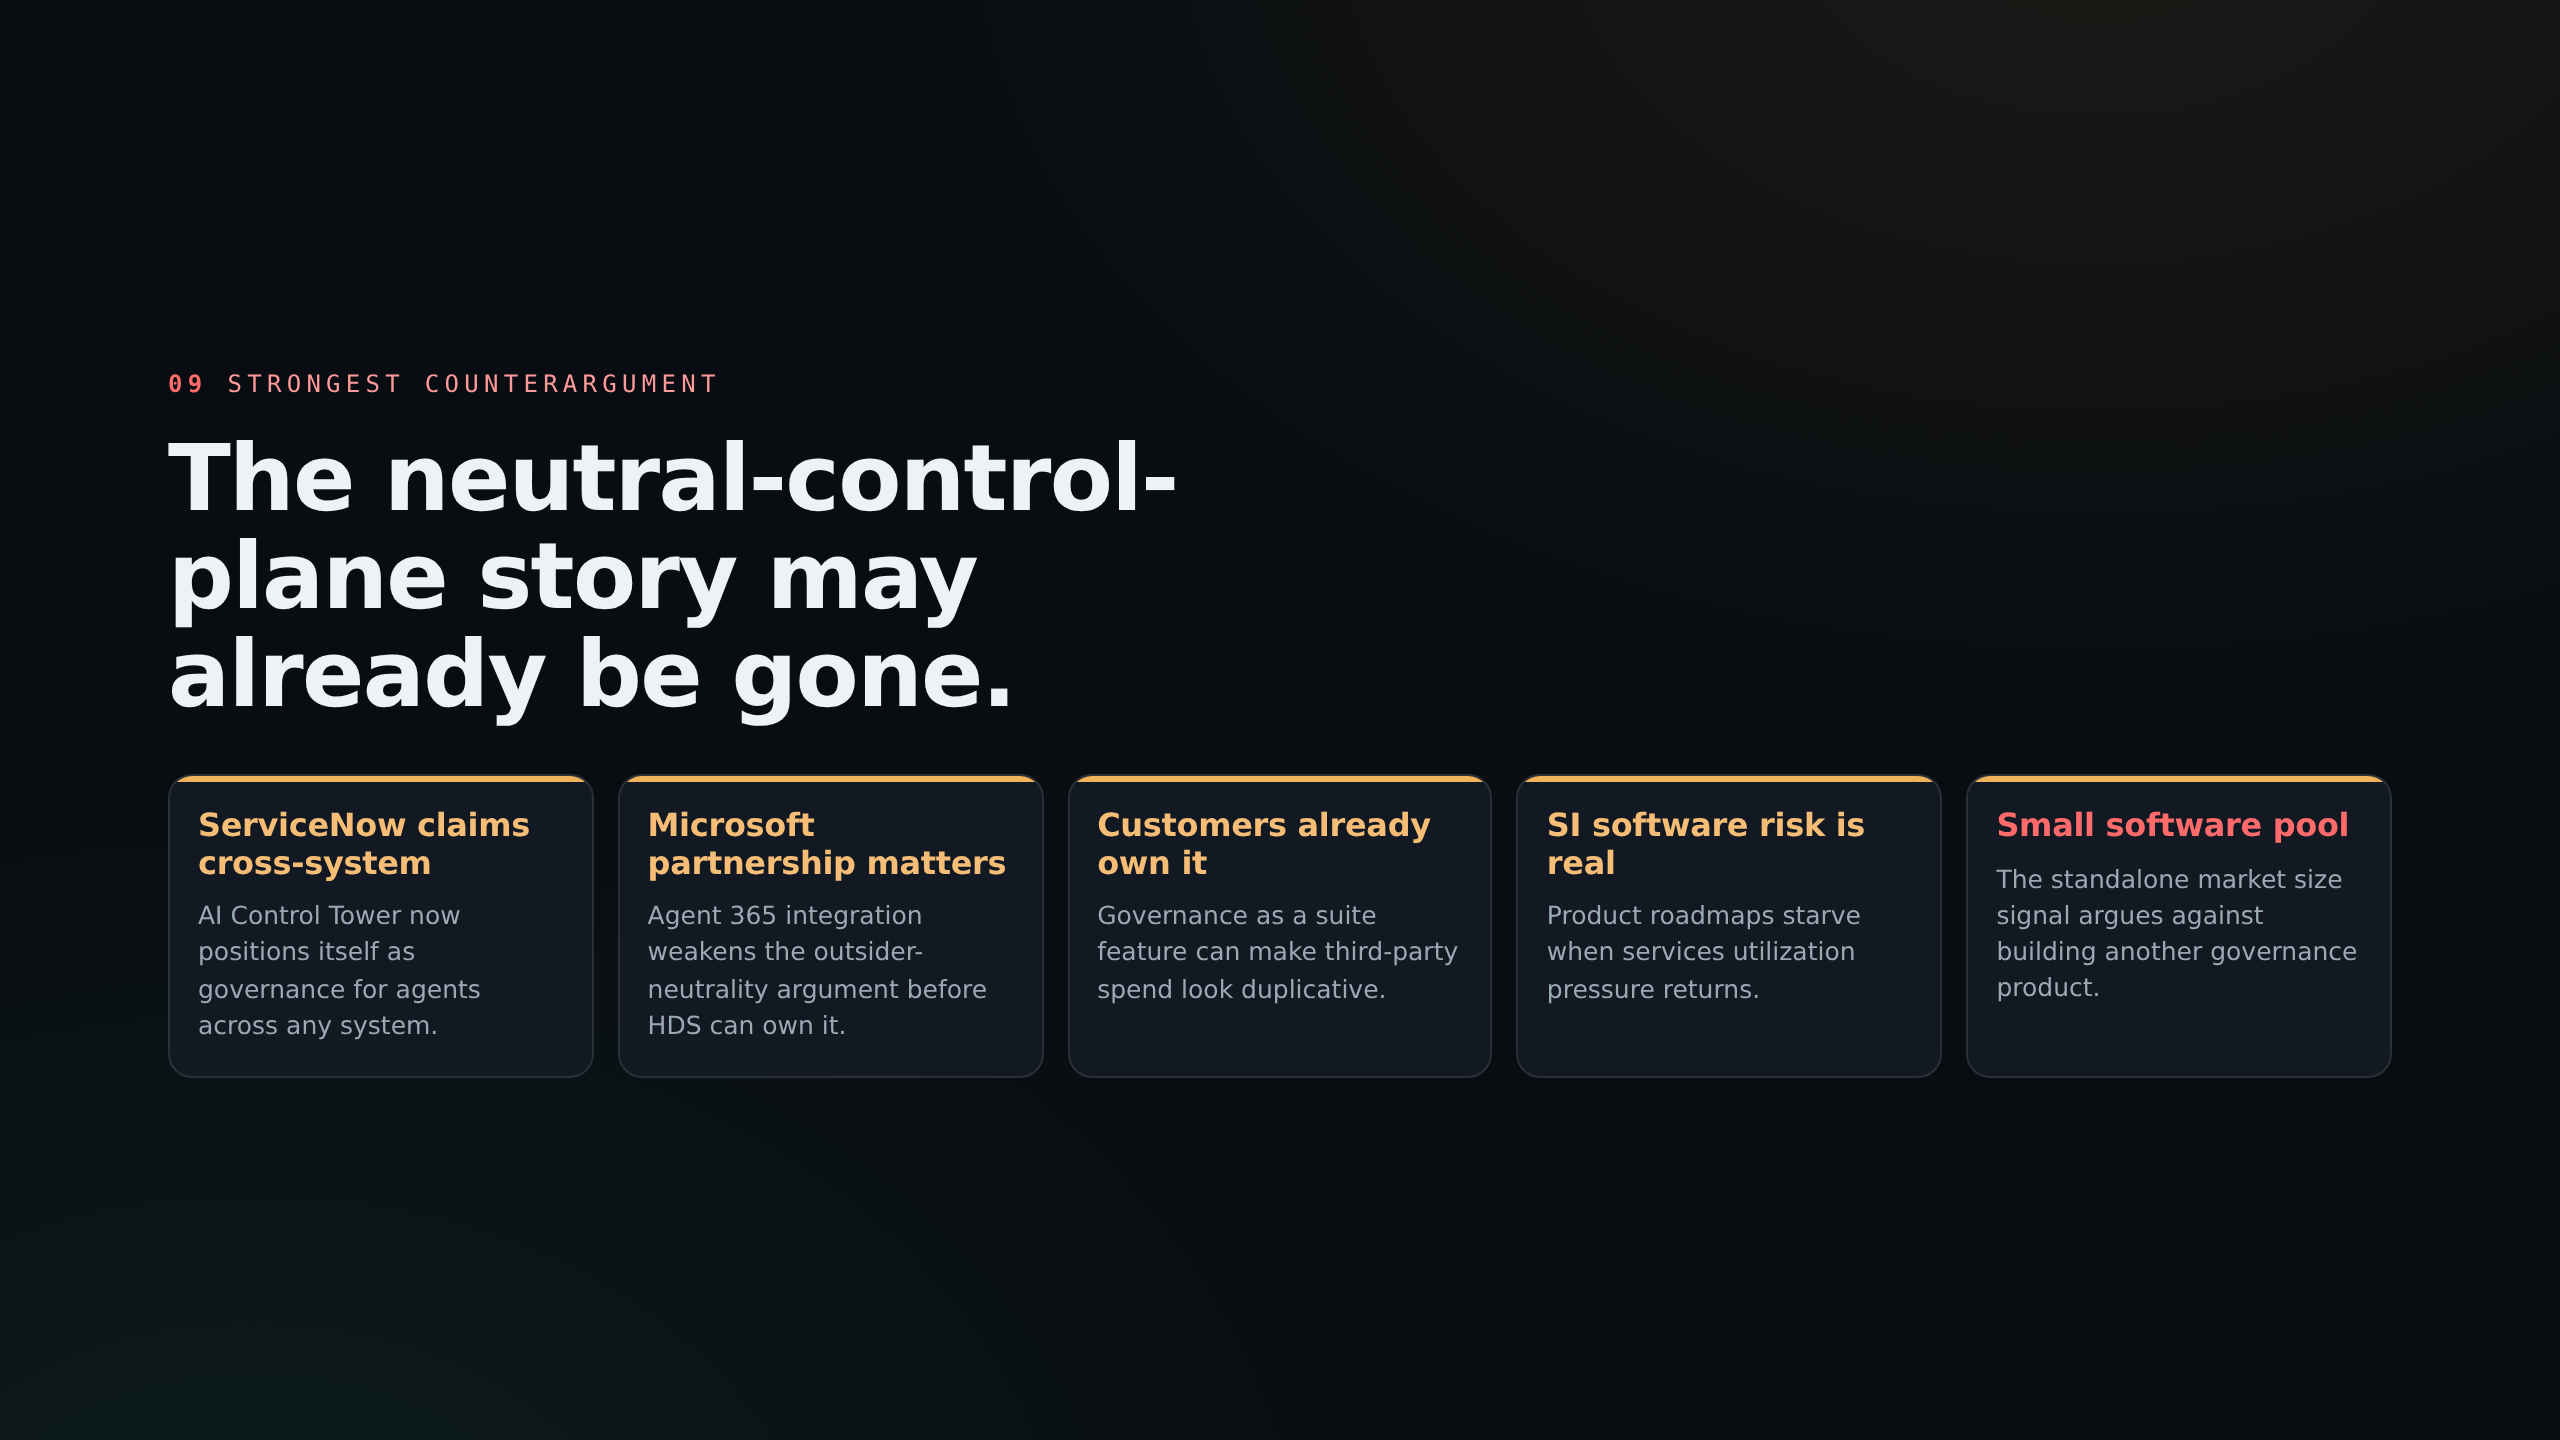 09 STRONGEST COUNTERARGUMENT
The neutral-control-
plane story may
already be gone.
ServiceNow claims
cross-system
AI Control Tower now
positions itself as
governance for agents
across any system.
Microsoft
partnership matters
Agent 365 integration
weakens the outsider-
neutrality argument before
HDS can own it.
Customers already
own it
Governance as a suite
feature can make third-party
spend look duplicative.
SI software risk is
real
Product roadmaps starve
when services utilization
pressure returns.
Small software pool
The standalone market size
signal argues against
building another governance
product.